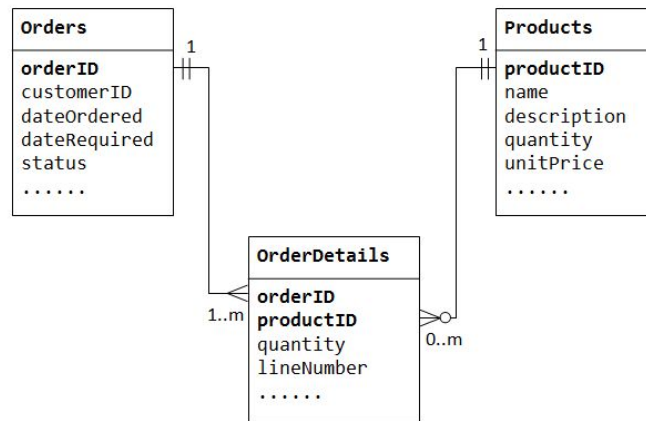 Orders
orderID
customerID
dateOrdered
dateRequired
status
......
1
1
Products
productID
name
description
quantity
unitPrice
......
OrderDetails
orderID
productID
quantity
lineNumber
......
1..m
0..m